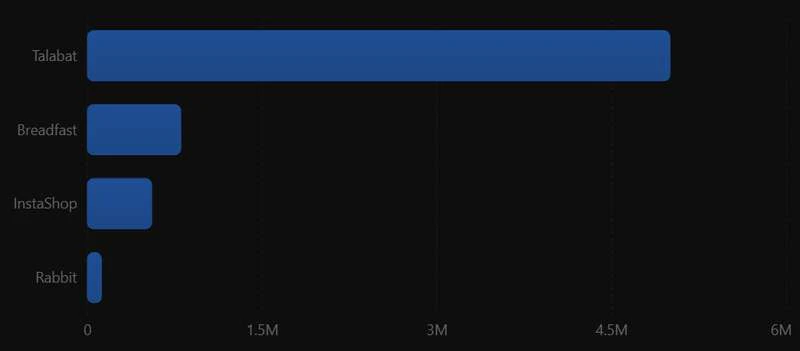 Talabat
Breadfast
InstaShop
Rabbit
0 1.5M 3M 4.5M 6M